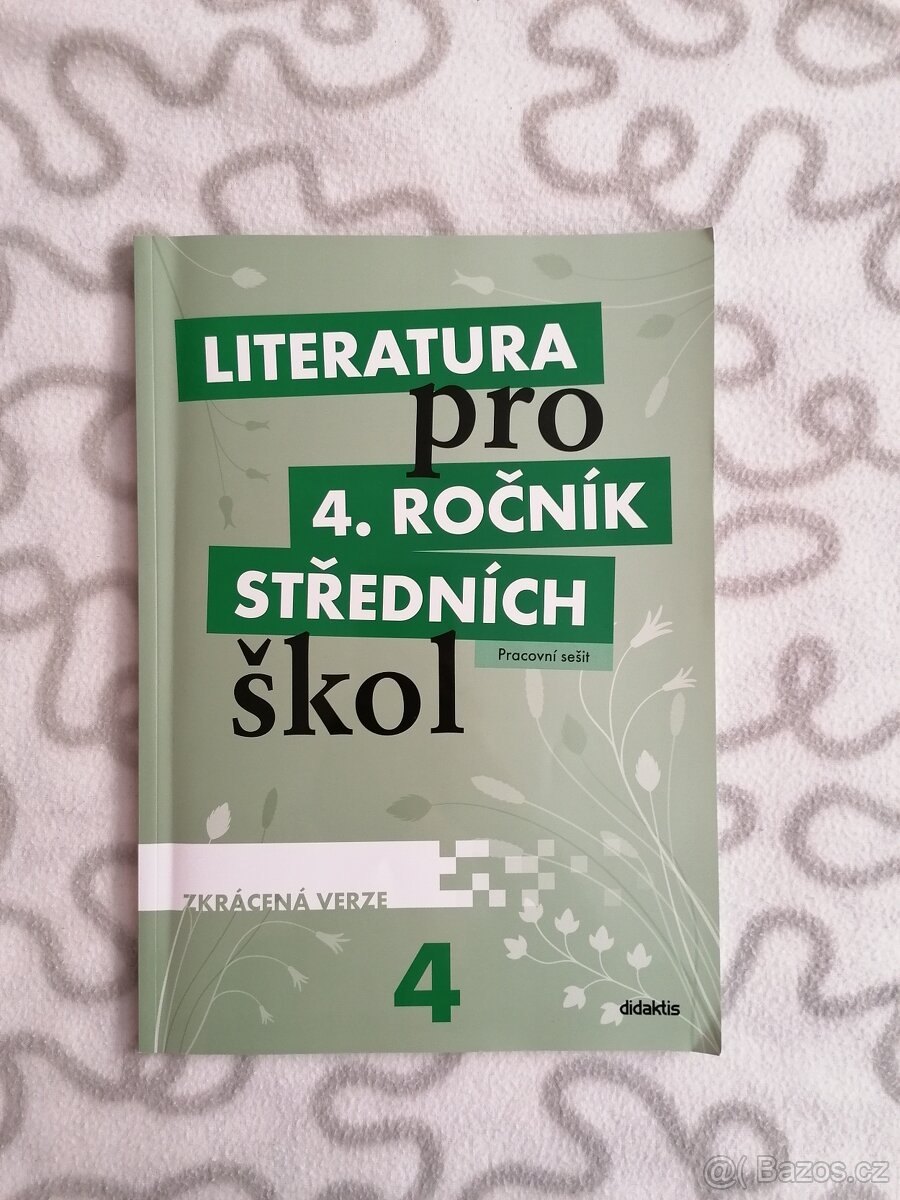 LITERATURA
pro
4. ROČNÍK
STŘEDNÍCH
škol
Pracovní sešit
ZKRÁCENÁ VERZE
4
didaktis
@( Bazos.cz